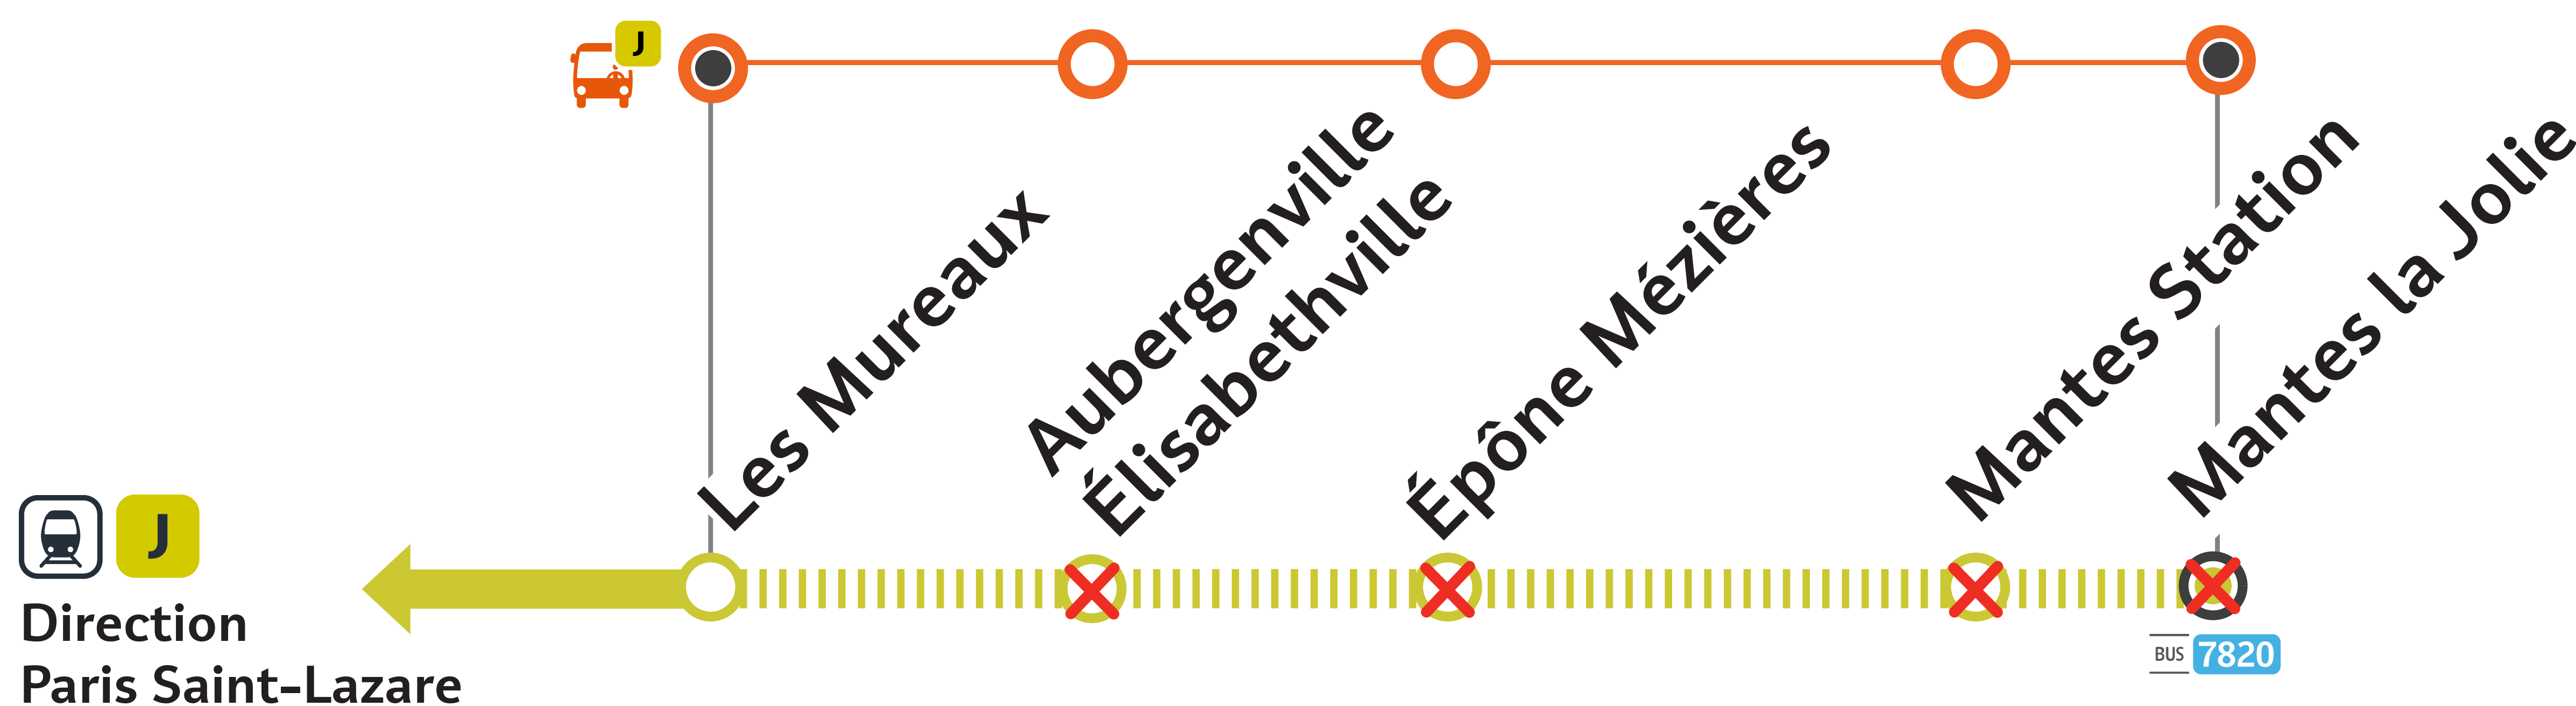 J
Les Mureaux
Aubergenville
Élisabethville
Épône Mézières
Mantes Station
Mantes la Jolie
J
Direction
Paris Saint-Lazare
BUS 7820